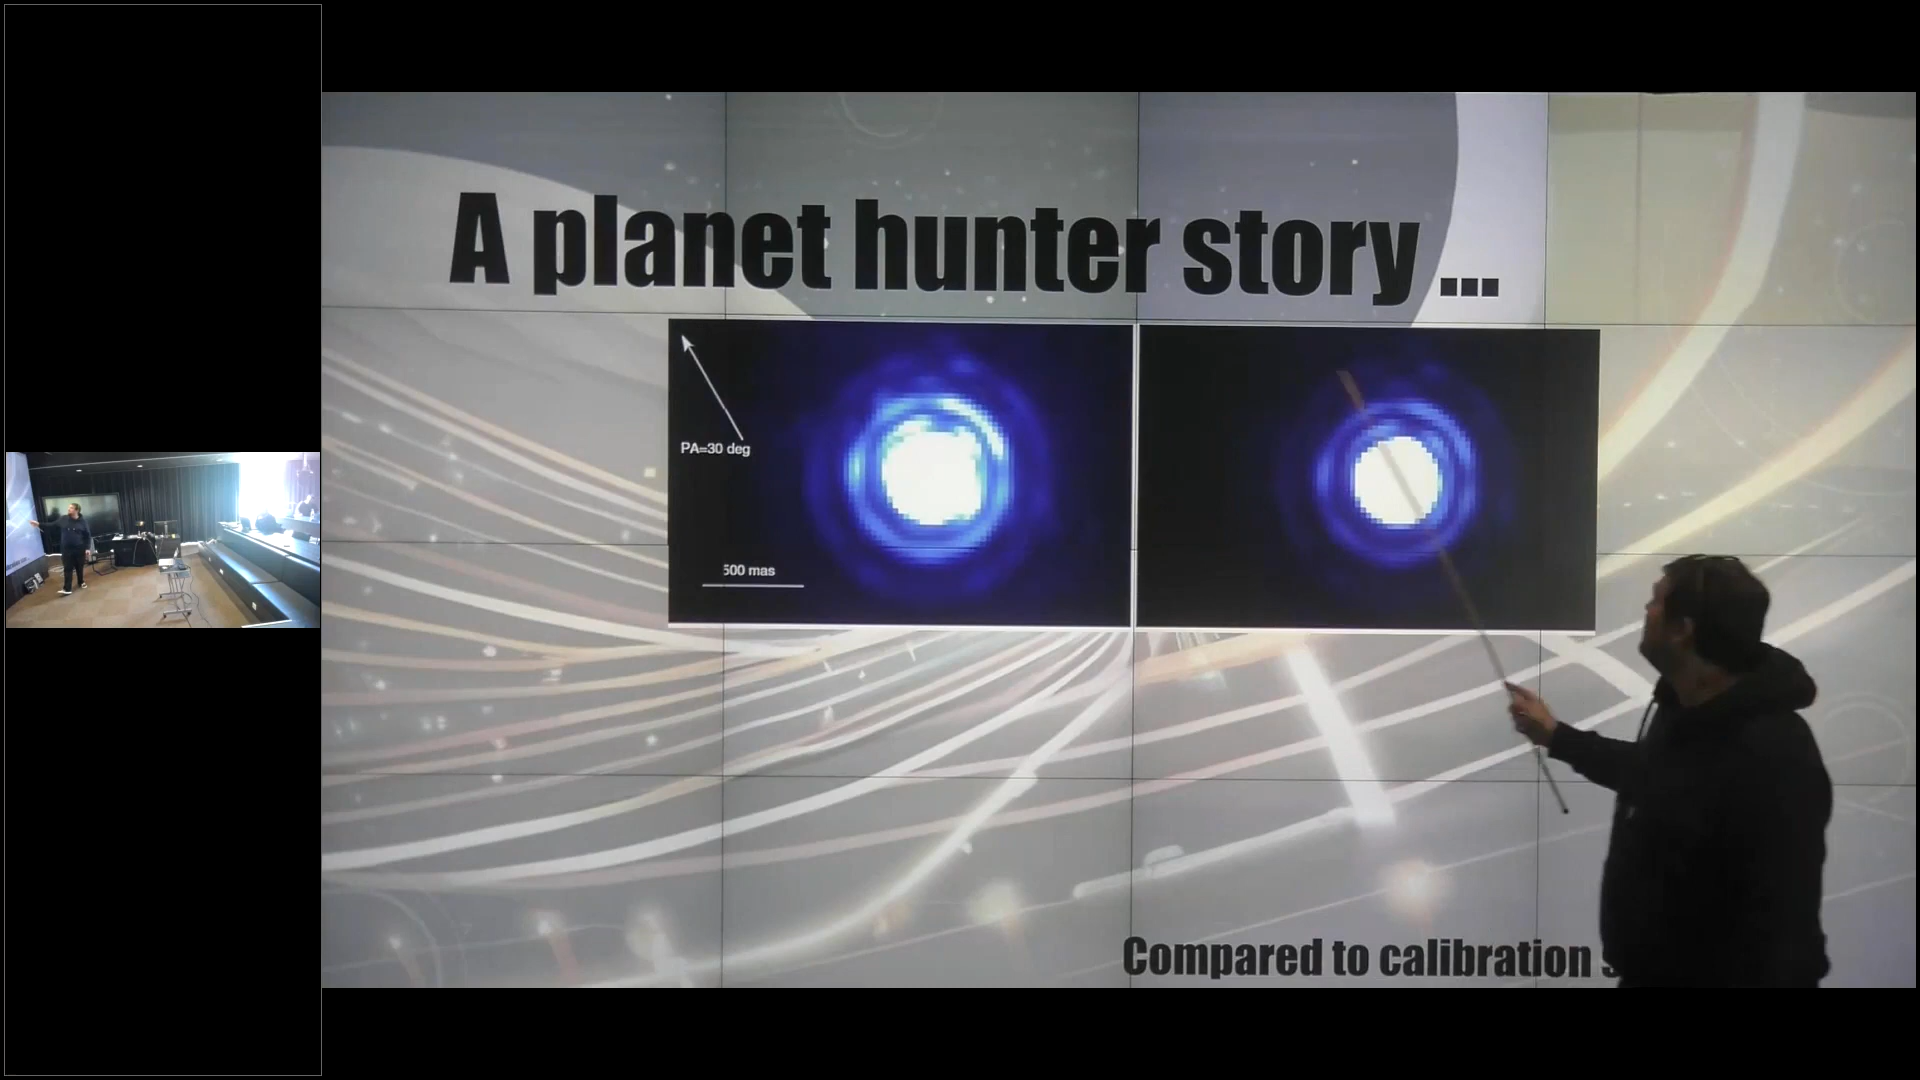 A planet hunter story ...
PA=30 deg
500 mas
Compared to calibration